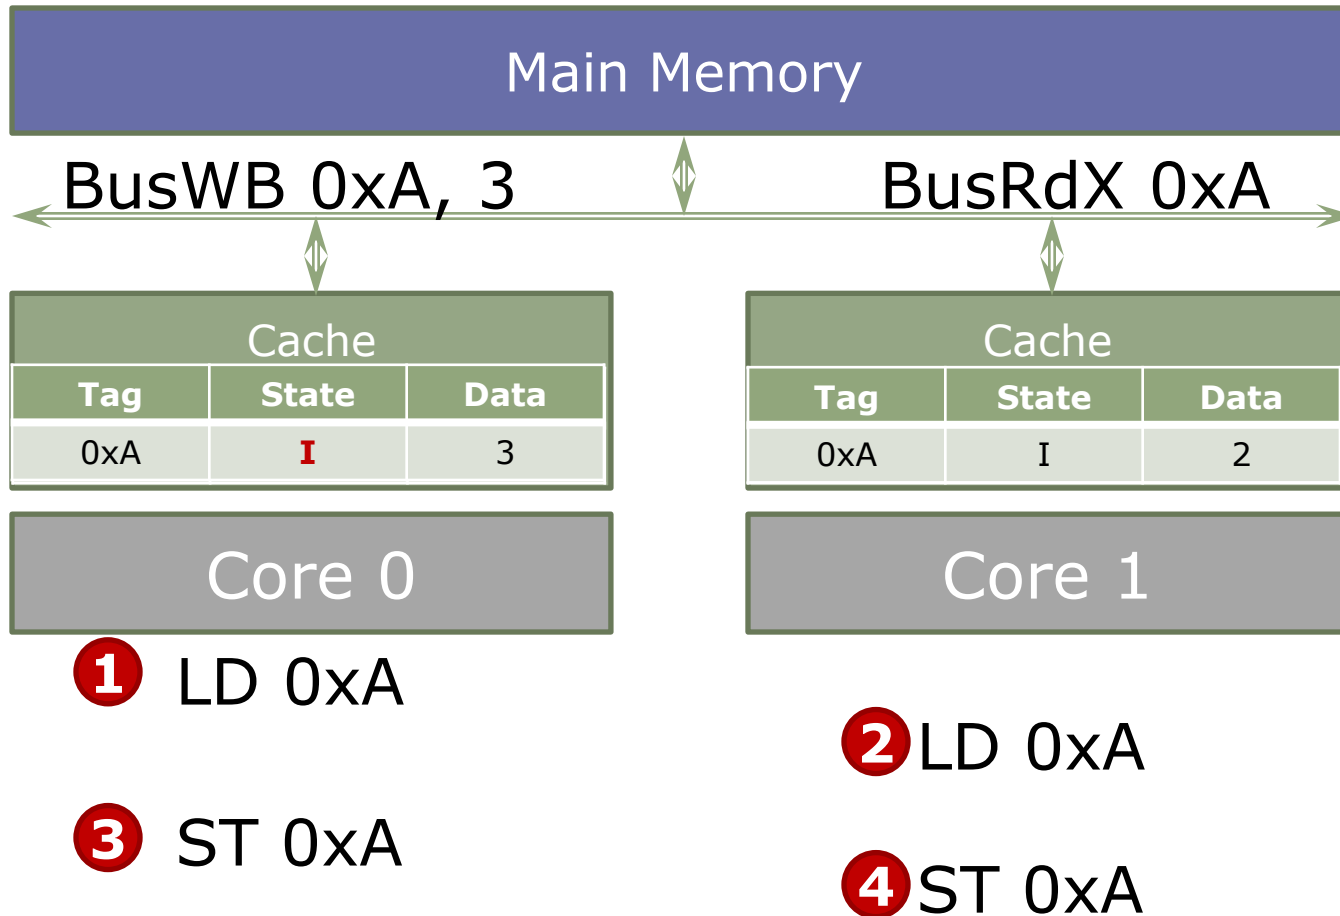 Main Memory
BusWB 0xA, 3
BusRdX 0xA
Cache
Tag State Data
0xA I 3
Cache
Tag State Data
0xA I 2
Core 0
Core 1
1 LD 0xA
2 LD 0xA
3 ST 0xA
4 ST 0xA